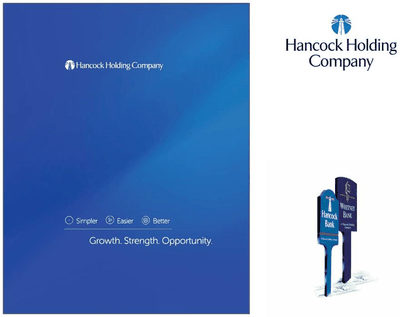 Hancock Holding Company
Simpler Easier Better
Growth. Strength. Opportunity.
Hancock Holding
Company
Hancock
Bank
WHITNEY
BANK